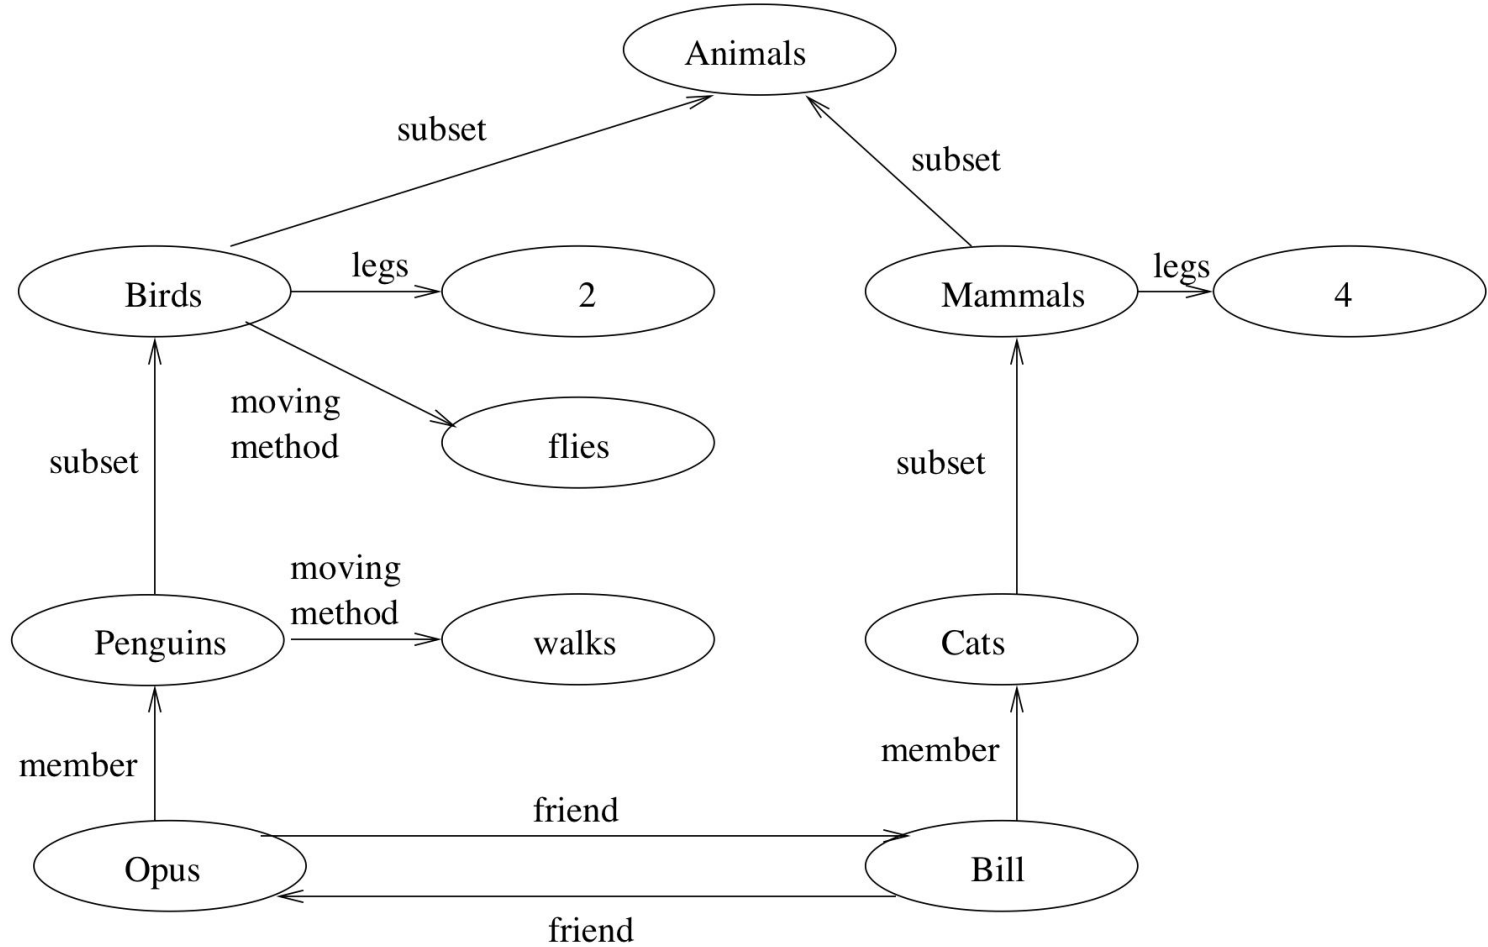 Animals
subset
subset
legs
legs
Birds
2
Mammals
4
moving
method
flies
subset
subset
moving
method
Penguins
walks
Cats
member
member
friend
Opus
Bill
friend